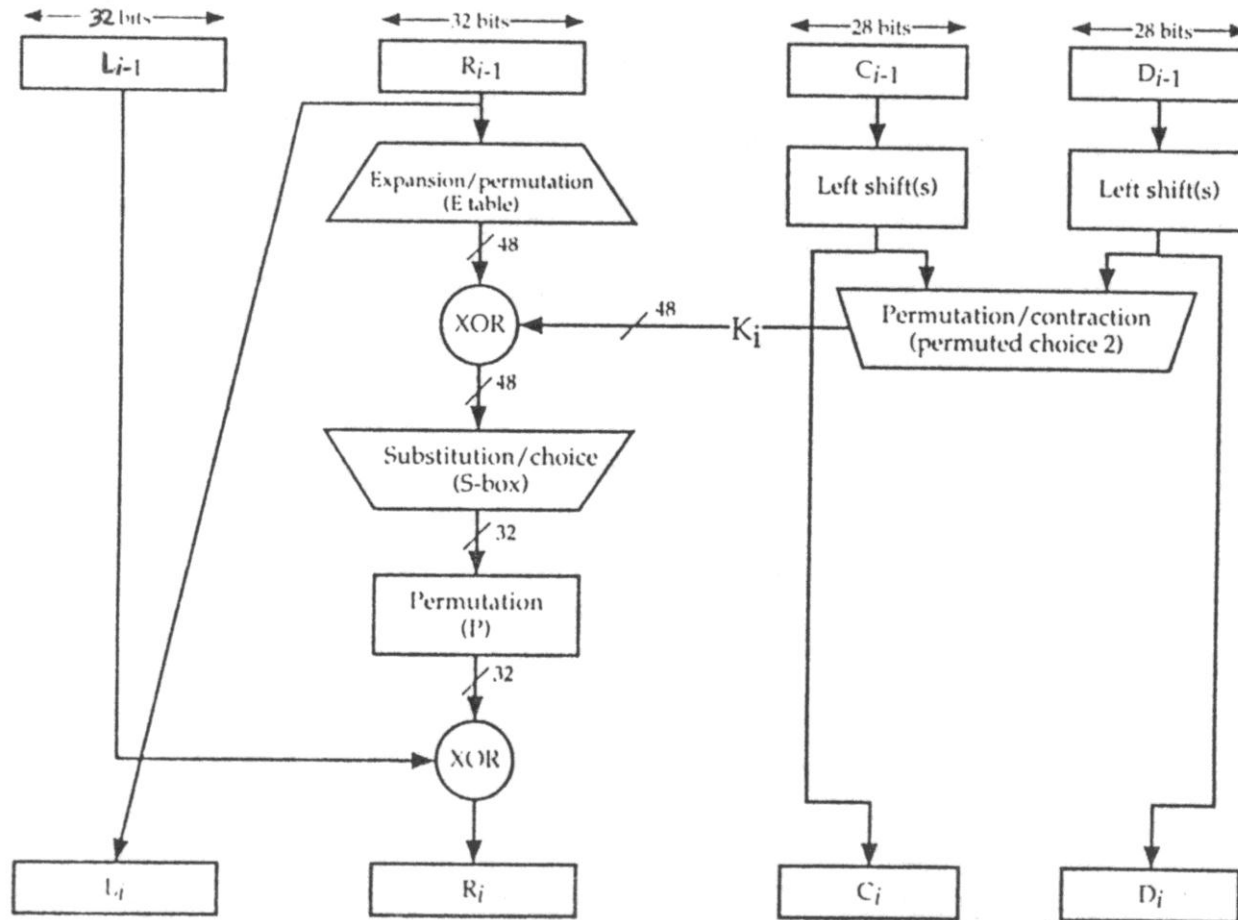 32 bits
32 bits
28 bits
28 bits
Li-1
Ri-1
Ci-1
Di-1
Expansion/permutation
(E table)
Left shift(s)
Left shift(s)
48
XOR
48
Ki
Permutation/contraction
(permuted choice 2)
48
Substitution/choice
(S-box)
32
Permutation
(P)
32
XOR
Li
Ri
Ci
Di